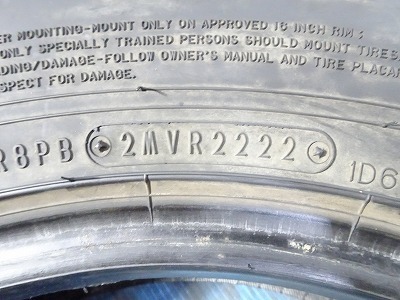 ER MOUNTING-MOUNT ONLY ON APPROVED 16 INCH RIM ;
ONLY SPECIALLY TRAINED PERSONS SHOULD MOUNT TIRES.
DING/DAMAGE-FOLLOW OWNER'S MANUAL AND TIRE PLACAR
SPECT FOR DAMAGE.
R8PB 2MVR2222 1D6